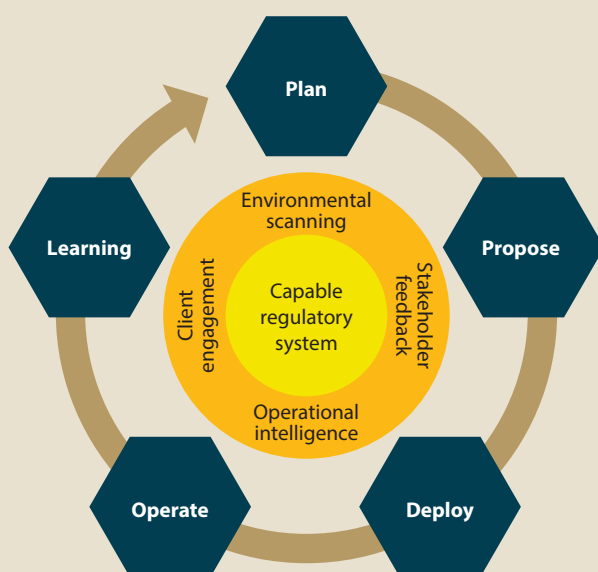 Plan
Propose
Deploy
Operate
Learning
Environmental
scanning
Stakeholder
feedback
Operational
intelligence
Client
engagement
Capable
regulatory
system